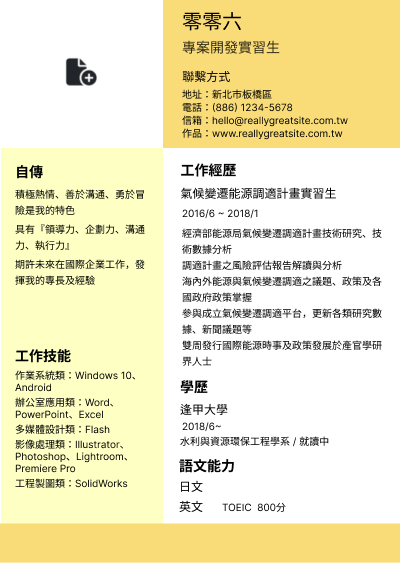 零零六
專案開發實習生
聯繫方式
地址：新北市板橋區
電話：(886) 1234-5678
信箱：hello@reallygreatsite.com.tw
作品：www.reallygreatsite.com.tw
自傳
積極熱情、善於溝通、勇於冒
險是我的特色
具有『領導力、企劃力、溝通
力、執行力』
期許未來在國際企業工作，發
揮我的專長及經驗
工作技能
作業系統類：Windows 10、
Android
辦公室應用類：Word、
PowerPoint、Excel
多媒體設計類：Flash
影像處理類：Illustrator、
Photoshop、Lightroom、
Premiere Pro
工程製圖類：SolidWorks
工作經歷
氣候變遷能源調適計畫實習生
2016/6 ~ 2018/1
經濟部能源局氣候變遷調適計畫技術研究、技
術數據分析
調適計畫之風險評估報告解讀與分析
海內外能源與氣候變遷調適之議題、政策及各
國政府政策掌握
參與成立氣候變遷調適平台，更新各類研究數
據、新聞議題等
雙周發行國際能源時事及政策發展於產官學研
界人士
學歷
逢甲大學
2018/6~
水利與資源環保工程學系 / 就讀中
語文能力
日文
英文 TOEIC 800分